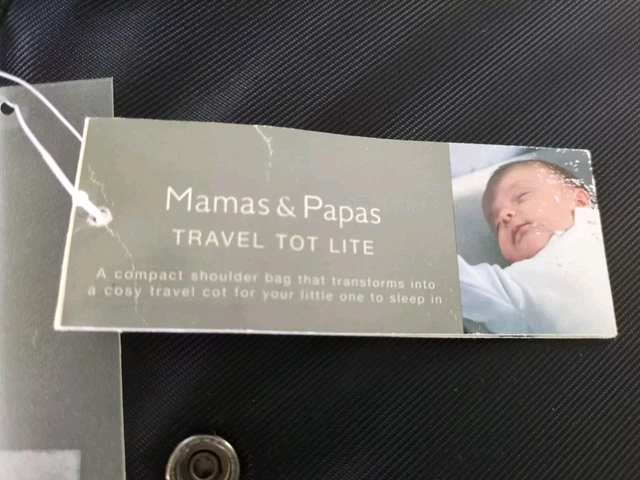 Mamas & Papas
TRAVEL TOT LITE
A compact shoulder bag that transforms into
a cosy travel cot for your little one to sleep in